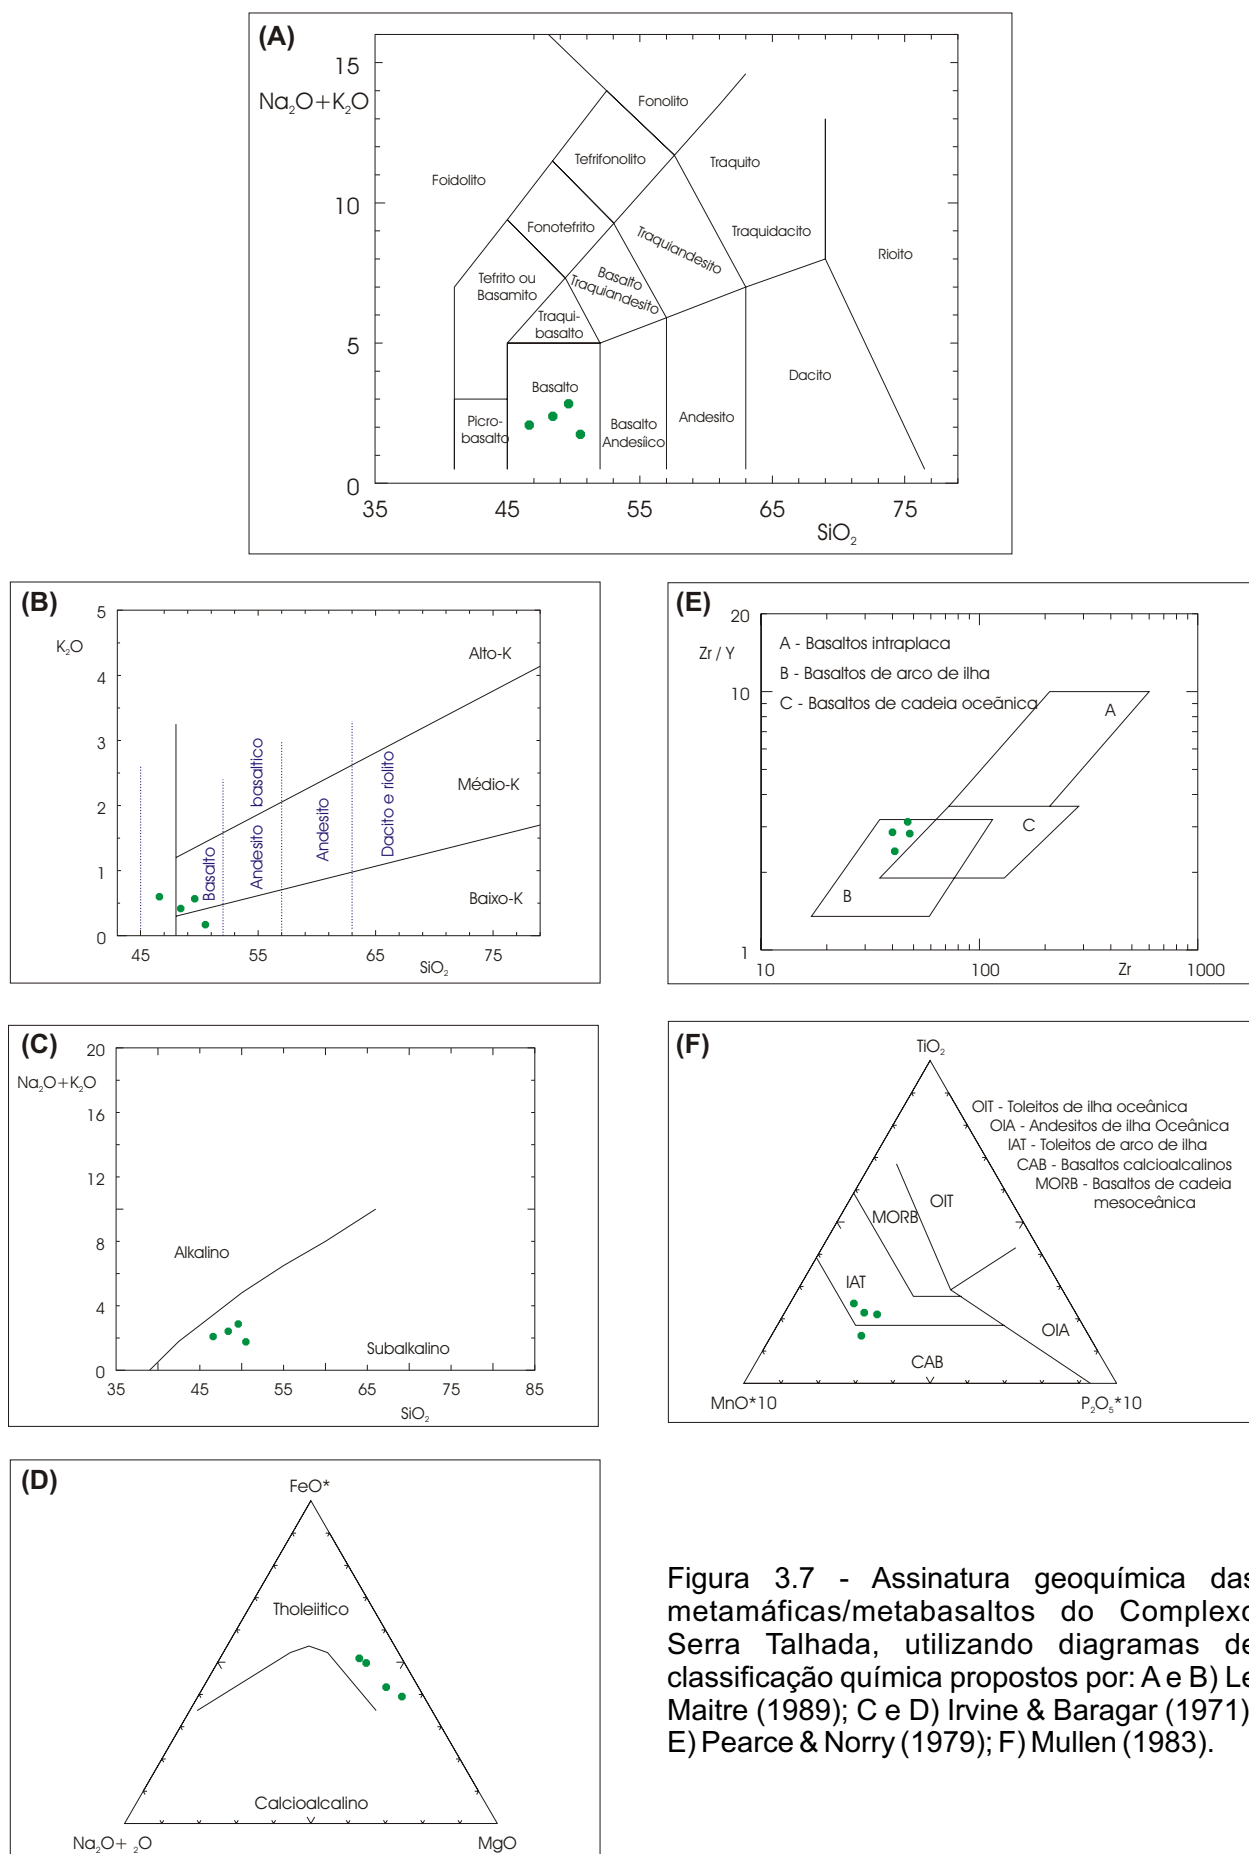 (A)
15
Na₂O+K₂O
Fonolito
Tefrifonolito
Traquito
Foidolito
10
Fonotefrito
Traquiandesito
Traquidacito
Rioito
Tefrito ou
Basamito
Basalto
Traquiandesito
Traqui-
basalto
5
Basalto
Dacito
Picro-
basalto
Basalto
Andesíico
Andesito
0
35
45
55
65
75
SiO₂
(B)
5
K₂O
4
3
2
1
0
Alto-K
Médio-K
Baixo-K
Basalto
Andesito basaltico
Andesito
Dacito e riolito
45
55
65
75
SiO₂
(E)
20
Zr / Y
10
1
A - Basaltos intraplaca
B - Basaltos de arco de ilha
C - Basaltos de cadeia oceãnica
A
C
B
10
100
Zr
1000
(C)
20
Na₂O+K₂O
16
12
8
4
0
Alkalino
Subalkalino
35
45
55
65
75
85
SiO₂
(F)
TiO₂
OIT - Toleitos de ilha oceânica
OIA - Andesitos de ilha Oceânica
IAT - Toleitos de arco de ilha
CAB - Basaltos calcioalcalinos
MORB - Basaltos de cadeia
mesoceânica
OIT
MORB
IAT
OIA
CAB
MnO*10
P₂O₅*10
(D)
FeO*
Tholeiitico
Calcioalcalino
Na₂O+ ₂O
MgO
Figura 3.7 - Assinatura geoquímica das
metamáficas/metabasaltos do Complexo
Serra Talhada, utilizando diagramas de
classificação química propostos por: A e B) Le
Maitre (1989); C e D) Irvine & Baragar (1971)
E) Pearce & Norry (1979); F) Mullen (1983).